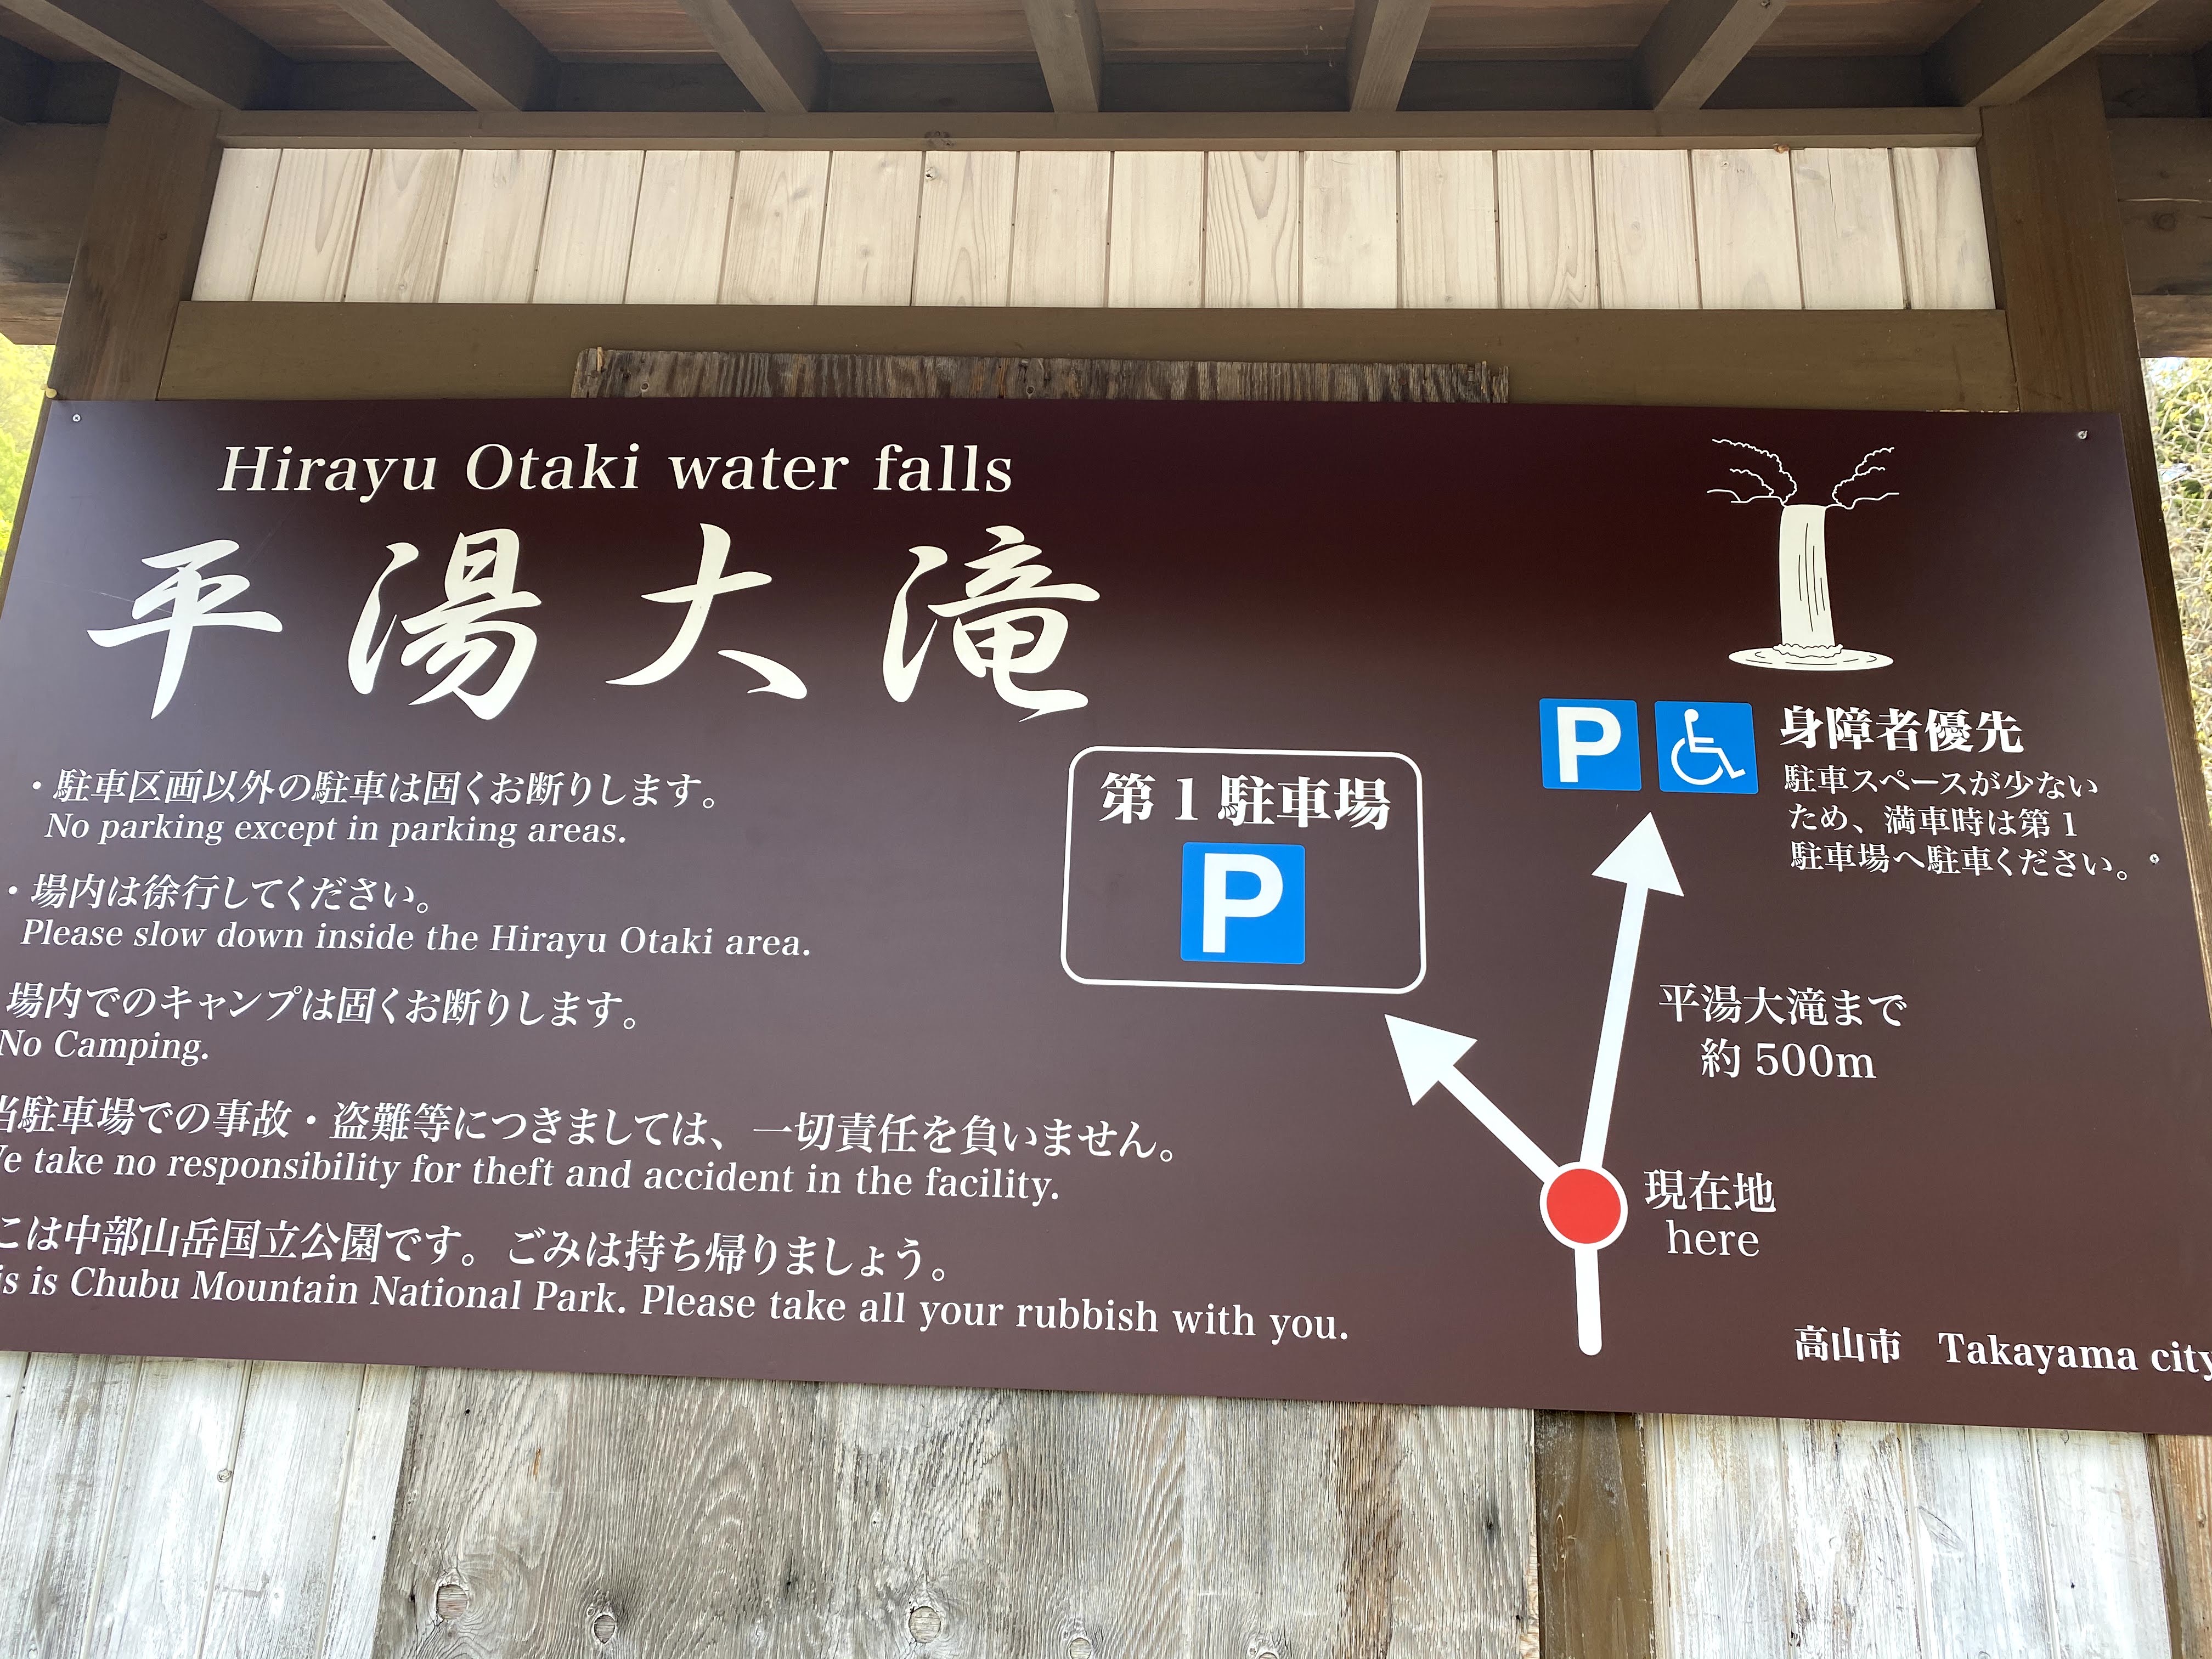 Hirayu Otaki water falls
平湯大滝
・駐車区画以外の駐車は固くお断りします。
No parking except in parking areas.
・場内は徐行してください。
Please slow down inside the Hirayu Otaki area.
場内でのキャンプは固くお断りします。
No Camping.
当駐車場での事故・盗難等につきましては、一切責任を負いません。
take no responsibility for theft and accident in the facility.
こは中部山岳国立公園です。ごみは持ち帰りましょう。
is is Chubu Mountain National Park. Please take all your rubbish with you.
第1駐車場
P
P
身障者優先
駐車スペースが少ない
ため、満車時は第1
駐車場へ駐車ください。
平湯大滝まで
約500m
現在地
here
高山市 Takayama city